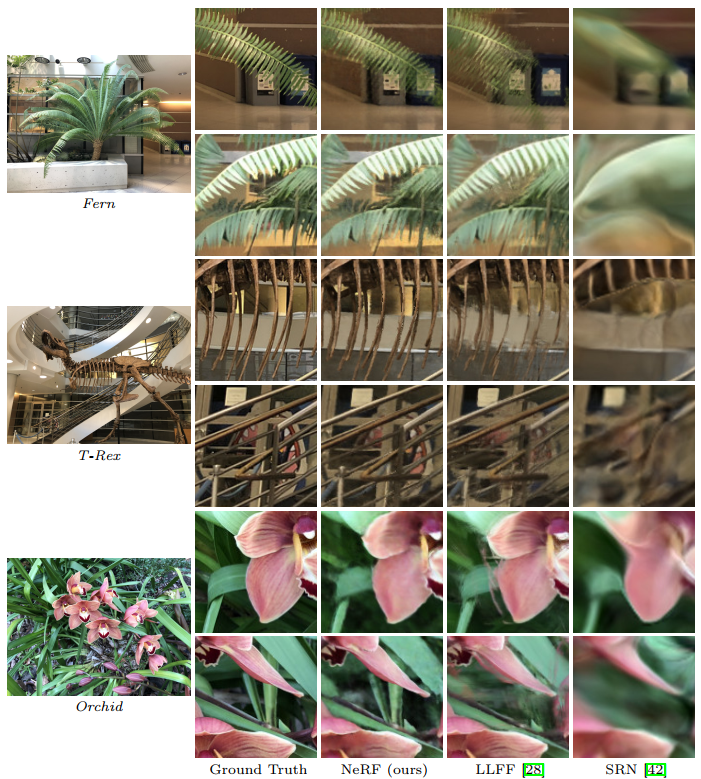 Fern
T-Rex
Orchid
Ground Truth
NeRF (ours)
LLFF [28]
SRN [42]